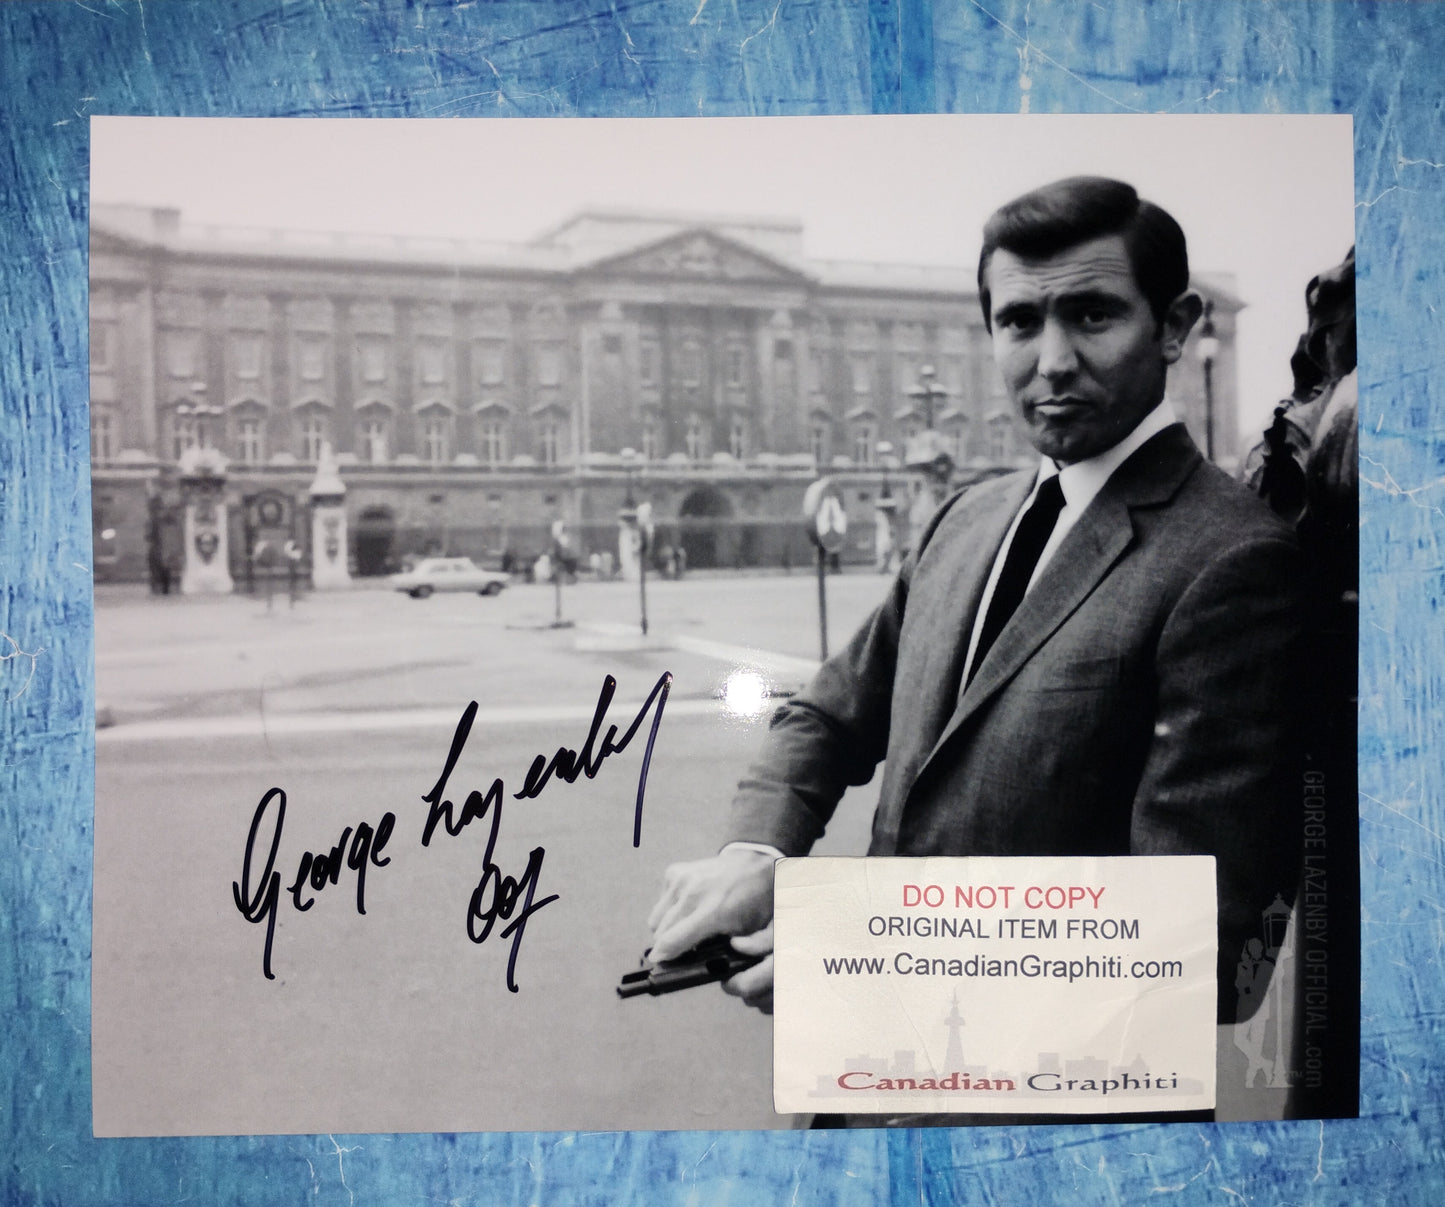 George Lazenby
007
DO NOT COPY
ORIGINAL ITEM FROM
www.CanadianGraphiti.com
Canadian Graphiti
- GEORGE LAZENBY OFFICIAL .com